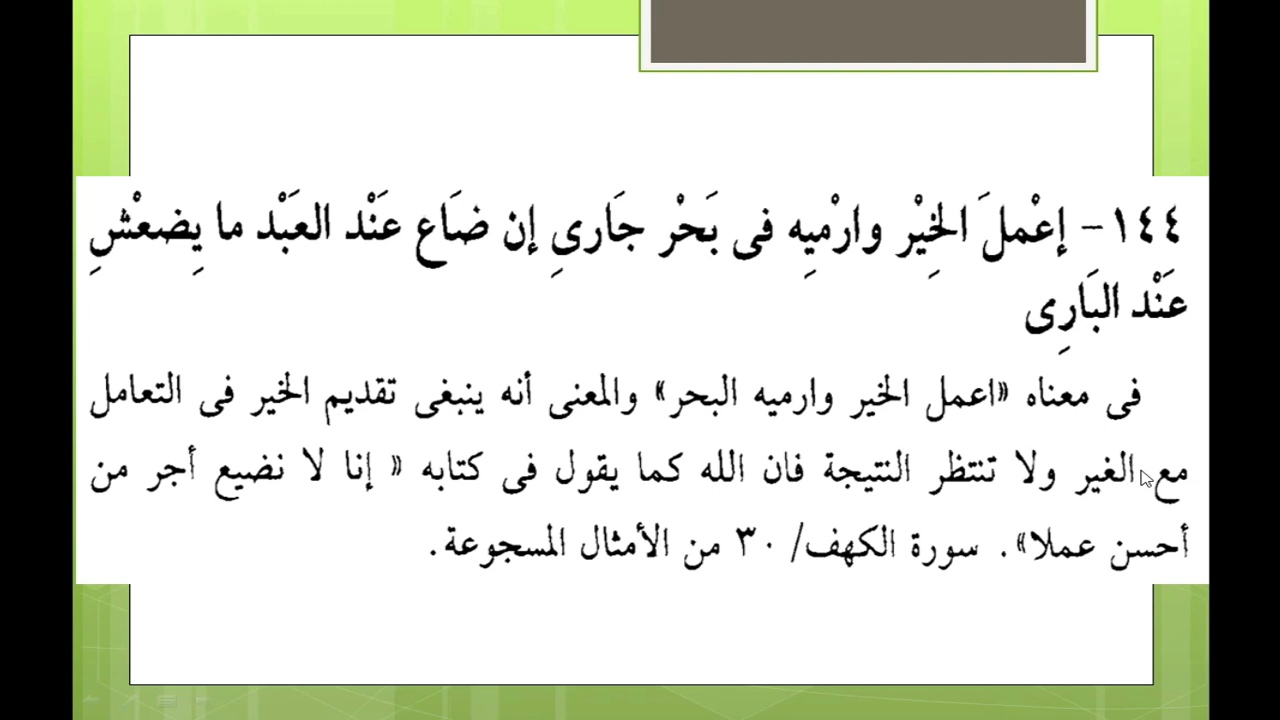 ١٤٤- إعْملَ الخِيْر وارْمِيه فى بَحْر جَارىِ إن ضَاع عَنْد العَبْد ما يِضعْشِ
عَنْد البَارِى
فى معناه «اعمل الخير وارميه البحر» والمعنى أنه ينبغى تقديم الخير فى التعامل
مع الغير ولا تنتظر النتيجة فان الله كما يقول فى كتابه « إنا لا نضيع أجر من
أحسن عملا» . سورة الكهف/ ٣٠ من الأمثال المسجوعة .